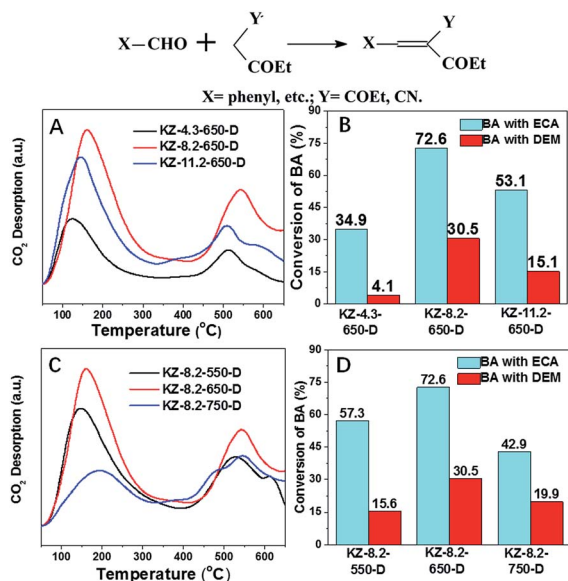 X—CHO + Y COEt → X Y COEt
X= phenyl, etc.; Y= COEt, CN.
A
KZ-4.3-650-D
KZ-8.2-650-D
KZ-11.2-650-D
CO2 Desorption (a.u.)
100 200 300 400 500 600
Temperature (°C)
B
BA with ECA
BA with DEM
Conversion of BA (%)
90
75
60
45
30
15
0
34.9
4.1
72.6
30.5
53.1
15.1
KZ-4.3-
650-D
KZ-8.2-
650-D
KZ-11.2-
650-D
C
KZ-8.2-550-D
KZ-8.2-650-D
KZ-8.2-750-D
CO2 Desorption (a.u.)
100 200 300 400 500 600
Temperature (°C)
D
BA with ECA
BA with DEM
Conversion of BA (%)
90
75
60
45
30
15
0
57.3
15.6
72.6
30.5
42.9
19.9
KZ-8.2-
550-D
KZ-8.2-
650-D
KZ-8.2-
750-D